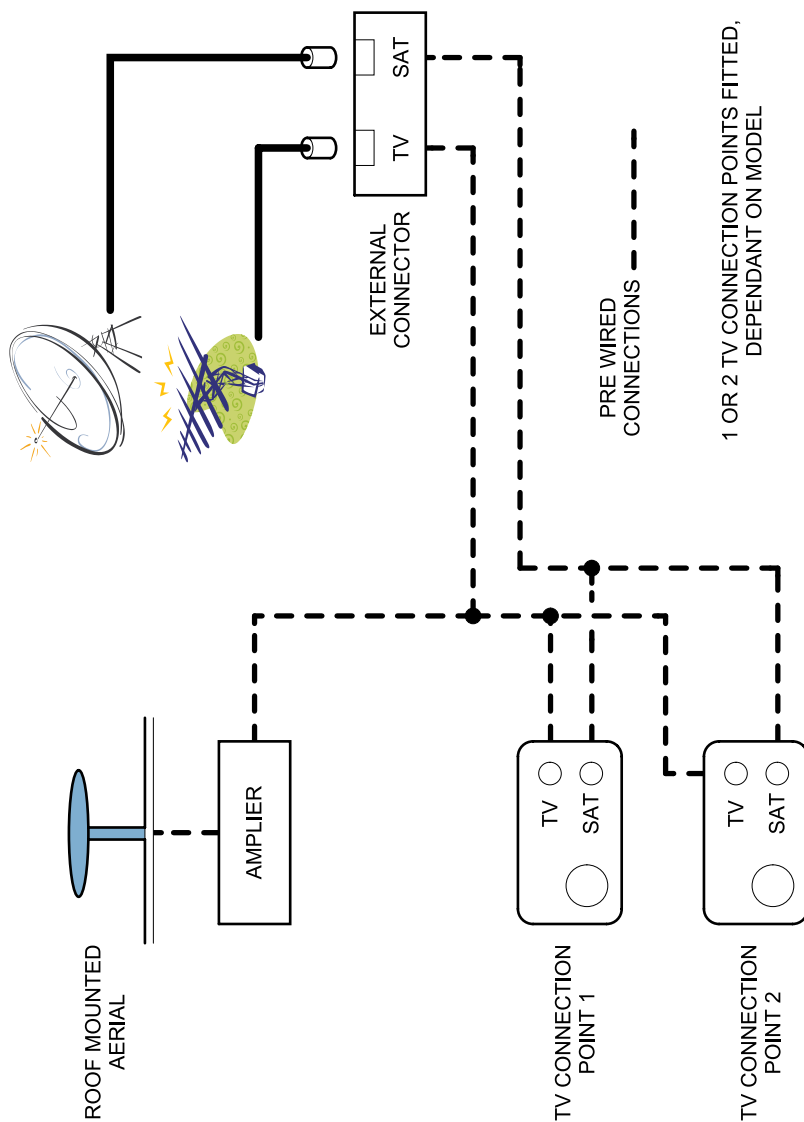 ROOF MOUNTED
AERIAL
AMPLIER
TV CONNECTION
POINT 1
TV
SAT
TV CONNECTION
POINT 2
TV
SAT
EXTERNAL
CONNECTOR
TV
SAT
PRE WIRED
CONNECTIONS
1 OR 2 TV CONNECTION POINTS FITTED,
DEPENDANT ON MODEL